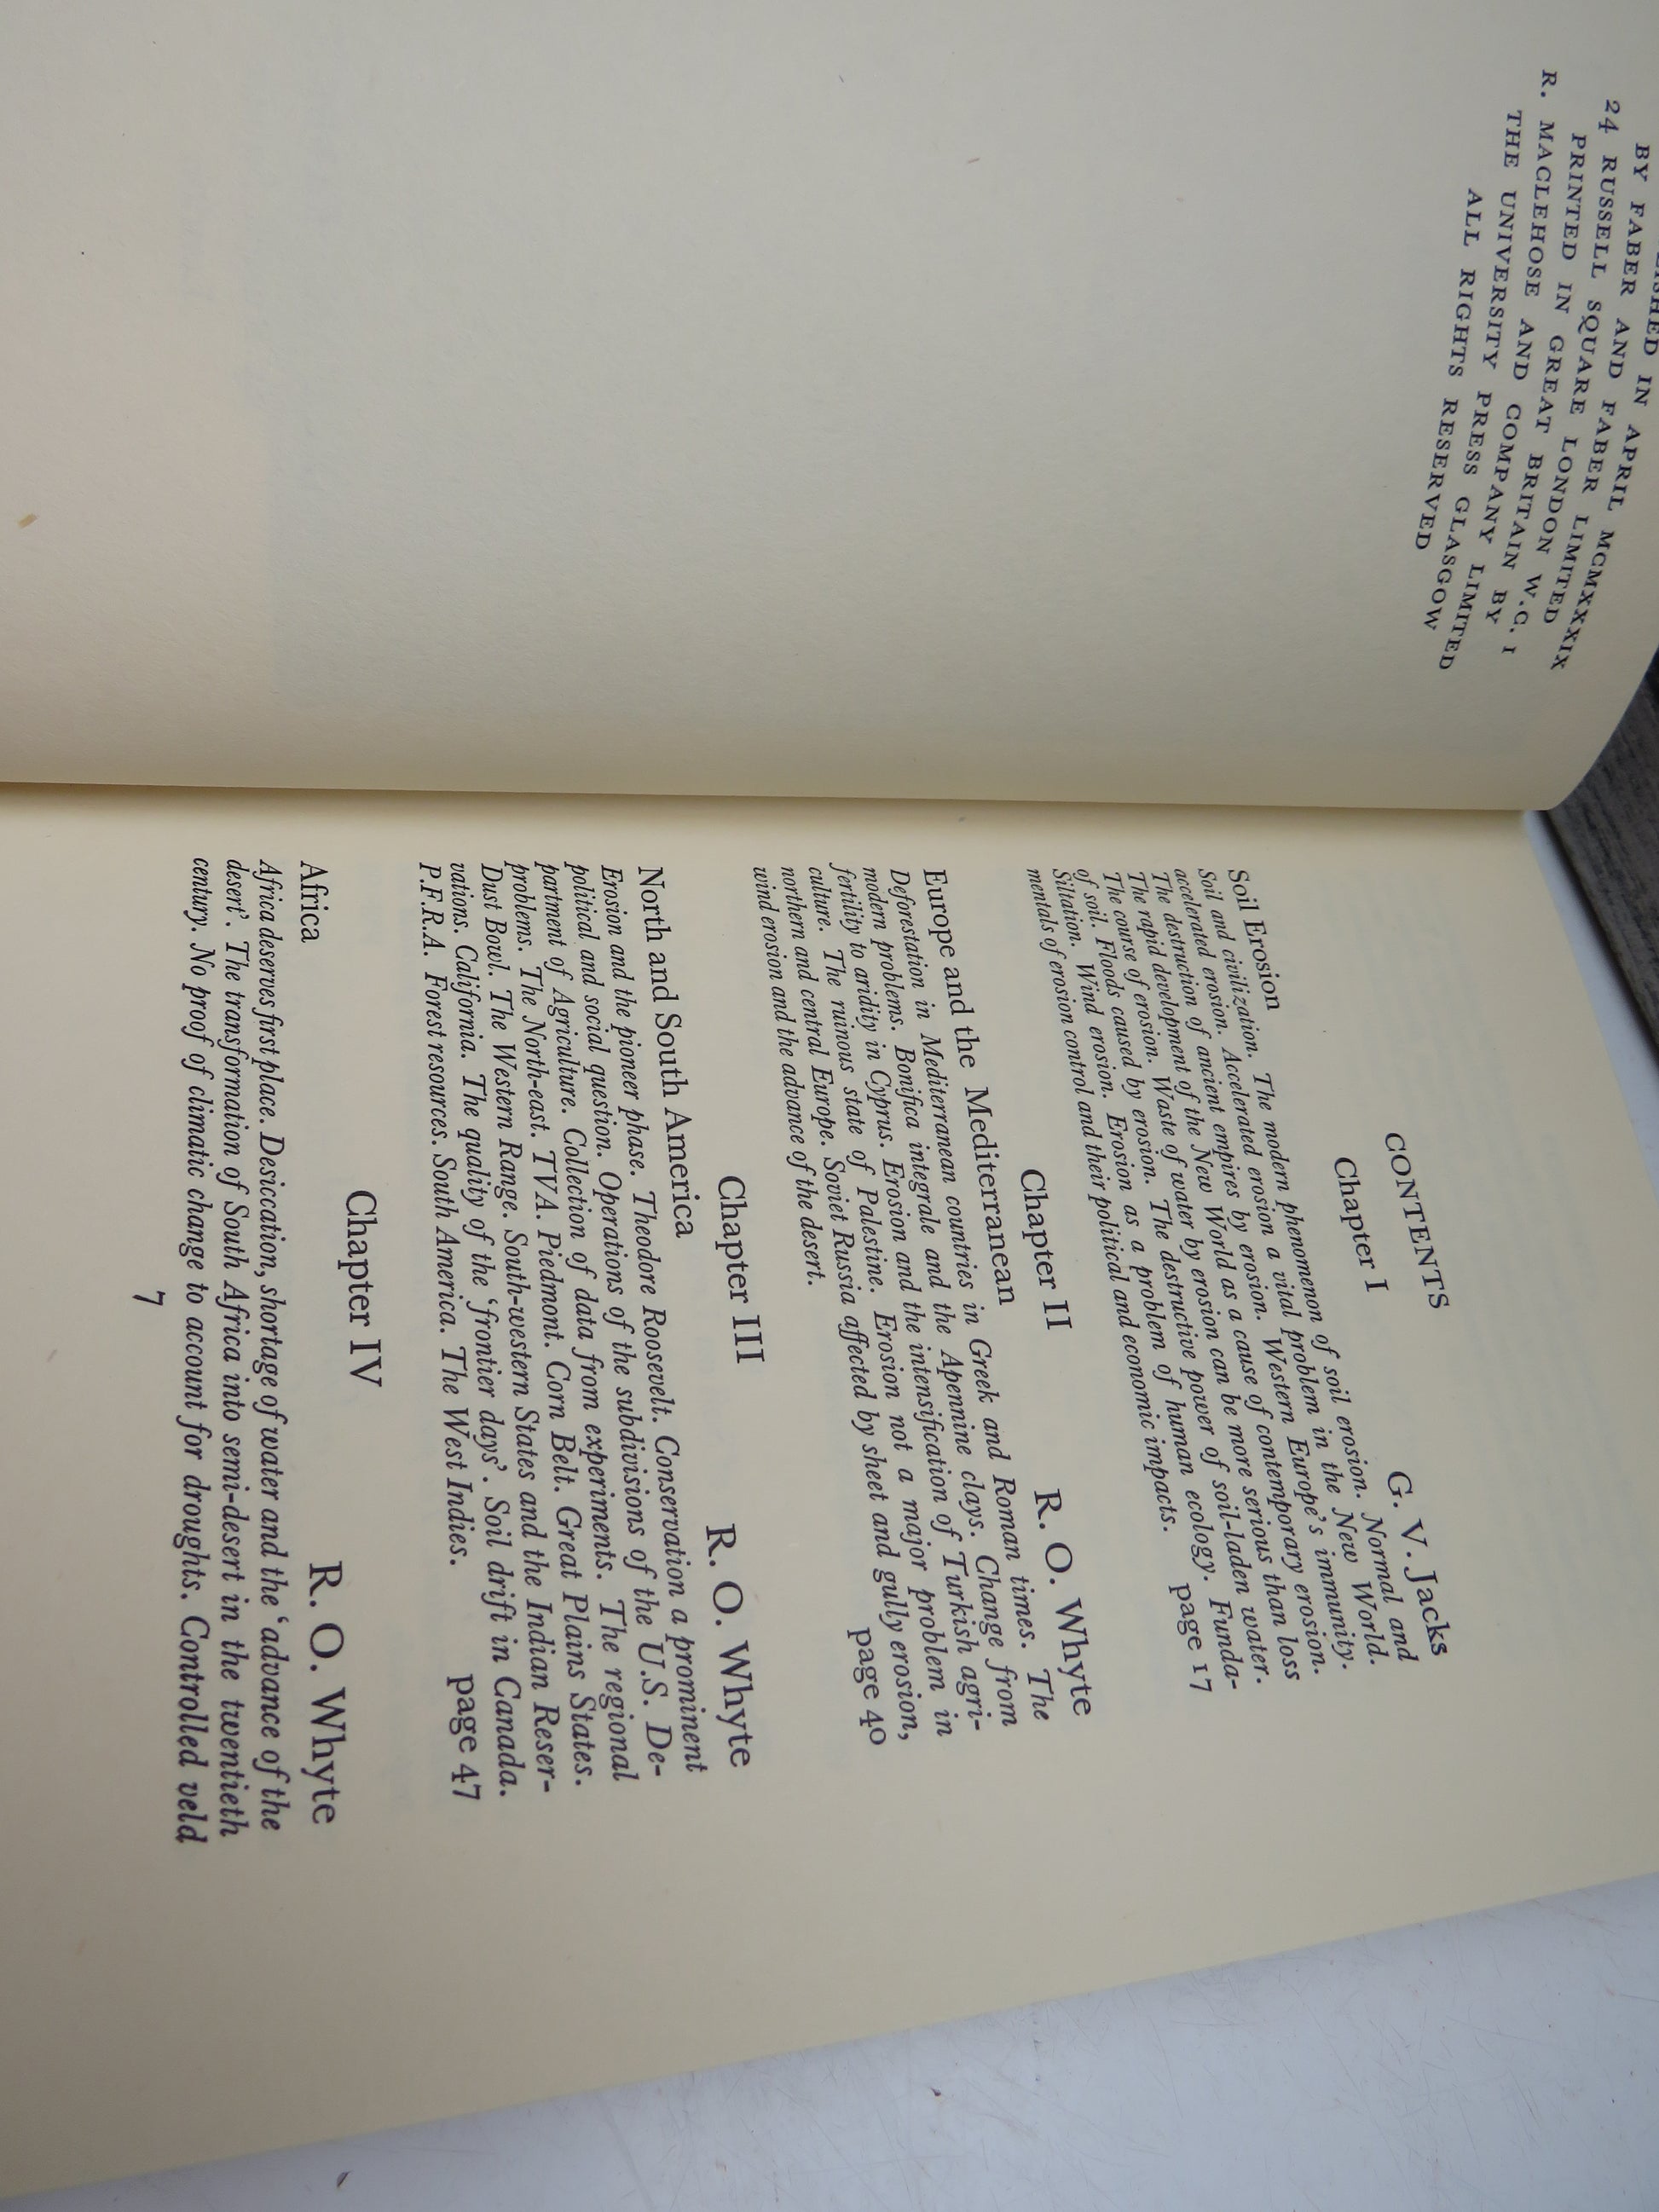 IN APRIL MCMXXXIX
BY FABER AND FABER LIMITED
24 RUSSELL SQUARE LONDON W.C. 1
PRINTED IN GREAT BRITAIN BY
R. MACLEHOSE AND COMPANY LIMITED
THE UNIVERSITY PRESS GLASGOW
ALL RIGHTS RESERVED
CONTENTS
Chapter I
Soil Erosion G. V. Jacks
Soil and civilization. The modern phenomenon of soil erosion. Normal and
accelerated erosion. Accelerated erosion a vital problem in the New World.
The destruction of ancient empires by erosion. Western Europe's immunity.
The rapid development of the New World as a cause of contemporary erosion.
The course of erosion. Waste of water by erosion can be more serious than loss
of soil. Floods caused by erosion. The destructive power of soil-laden water.
Siltation. Wind erosion. Erosion as a problem of human ecology. Funda-
mentals of erosion control and their political and economic impacts. page 17
Chapter II
Europe and the Mediterranean R. O. Whyte
Deforestation in Mediterranean countries in Greek and Roman times. The
modern problems. Bonifica integrale and the Apennine clays. Change from
fertility to aridity in Cyprus. Erosion and the intensification of Turkish agri-
culture. The ruinous state of Palestine. Erosion not a major problem in
northern and central Europe. Soviet Russia affected by sheet and gully erosion,
wind erosion and the advance of the desert. page 40
Chapter III
North and South America R. O. Whyte
Erosion and the pioneer phase. Theodore Roosevelt. Conservation a prominent
political and social question. Operations of the subdivisions of the U.S. De-
partment of Agriculture. Collection of data from experiments. The regional
problems. The North-east. TVA. Piedmont. Corn Belt. Great Plains States.
Dust Bowl. The Western Range. South-western States and the Indian Reser-
vations. California. The quality of the 'frontier days'. Soil drift in Canada.
P.F.R.A. Forest resources. South America. The West Indies. page 47
Chapter IV
Africa R. O. Whyte
Africa deserves first place. Desiccation, shortage of water and the 'advance of the
desert'. The transformation of South Africa into semi-desert in the twentieth
century. No proof of climatic change to account for droughts. Controlled veld
7